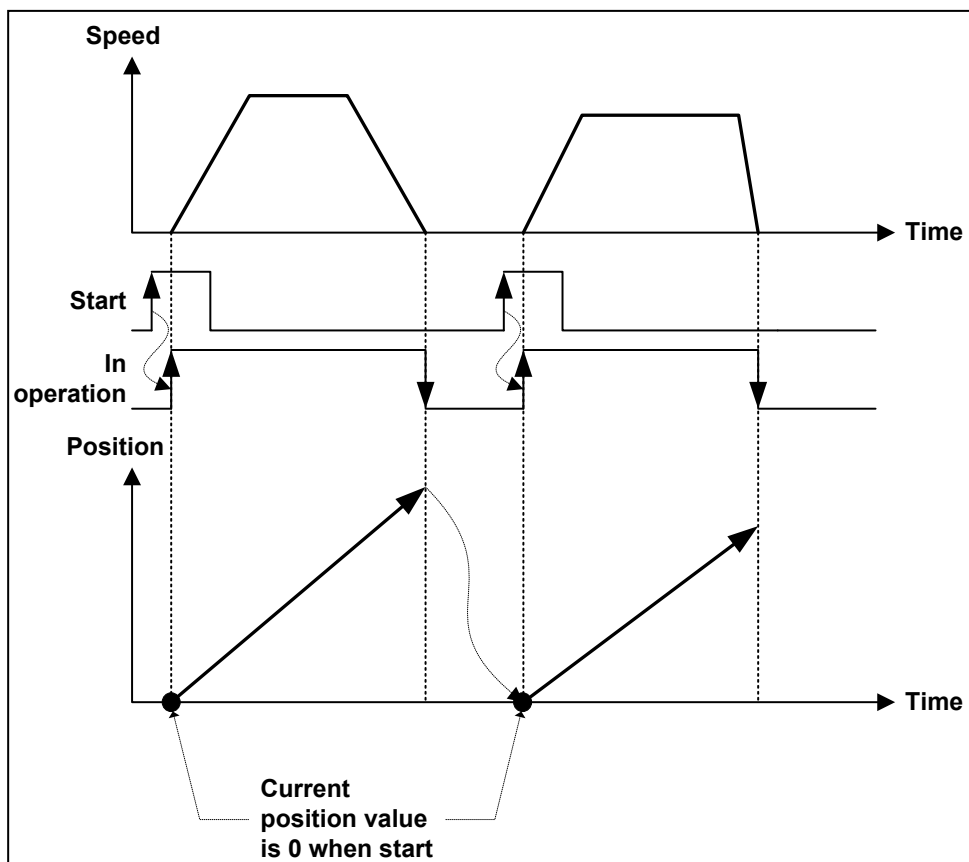 Speed
Time
Start
In
operation
Position
Time
Current
position value
is 0 when start